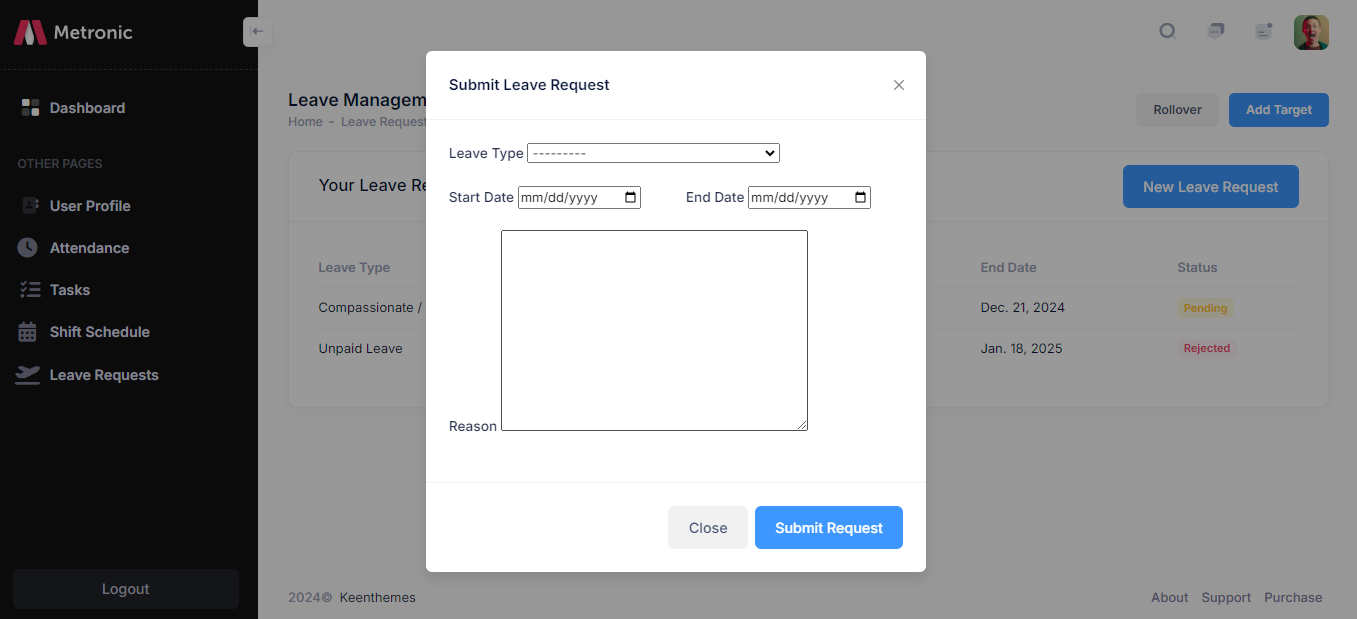 Metronic
Dashboard
OTHER PAGES
User Profile
Attendance
Tasks
Shift Schedule
Leave Requests
Logout
Leave Managem
Home - Leave Request
Rollover
Add Target
Your Leave Re
New Leave Request
Leave Type
End Date
Status
Compassionate /
Dec. 21, 2024
Pending
Unpaid Leave
Jan. 18, 2025
Rejected
Submit Leave Request
Leave Type ---------
Start Date mm/dd/yyyy End Date mm/dd/yyyy
Reason
Close
Submit Request
2024© Keenthemes
About Support Purchase